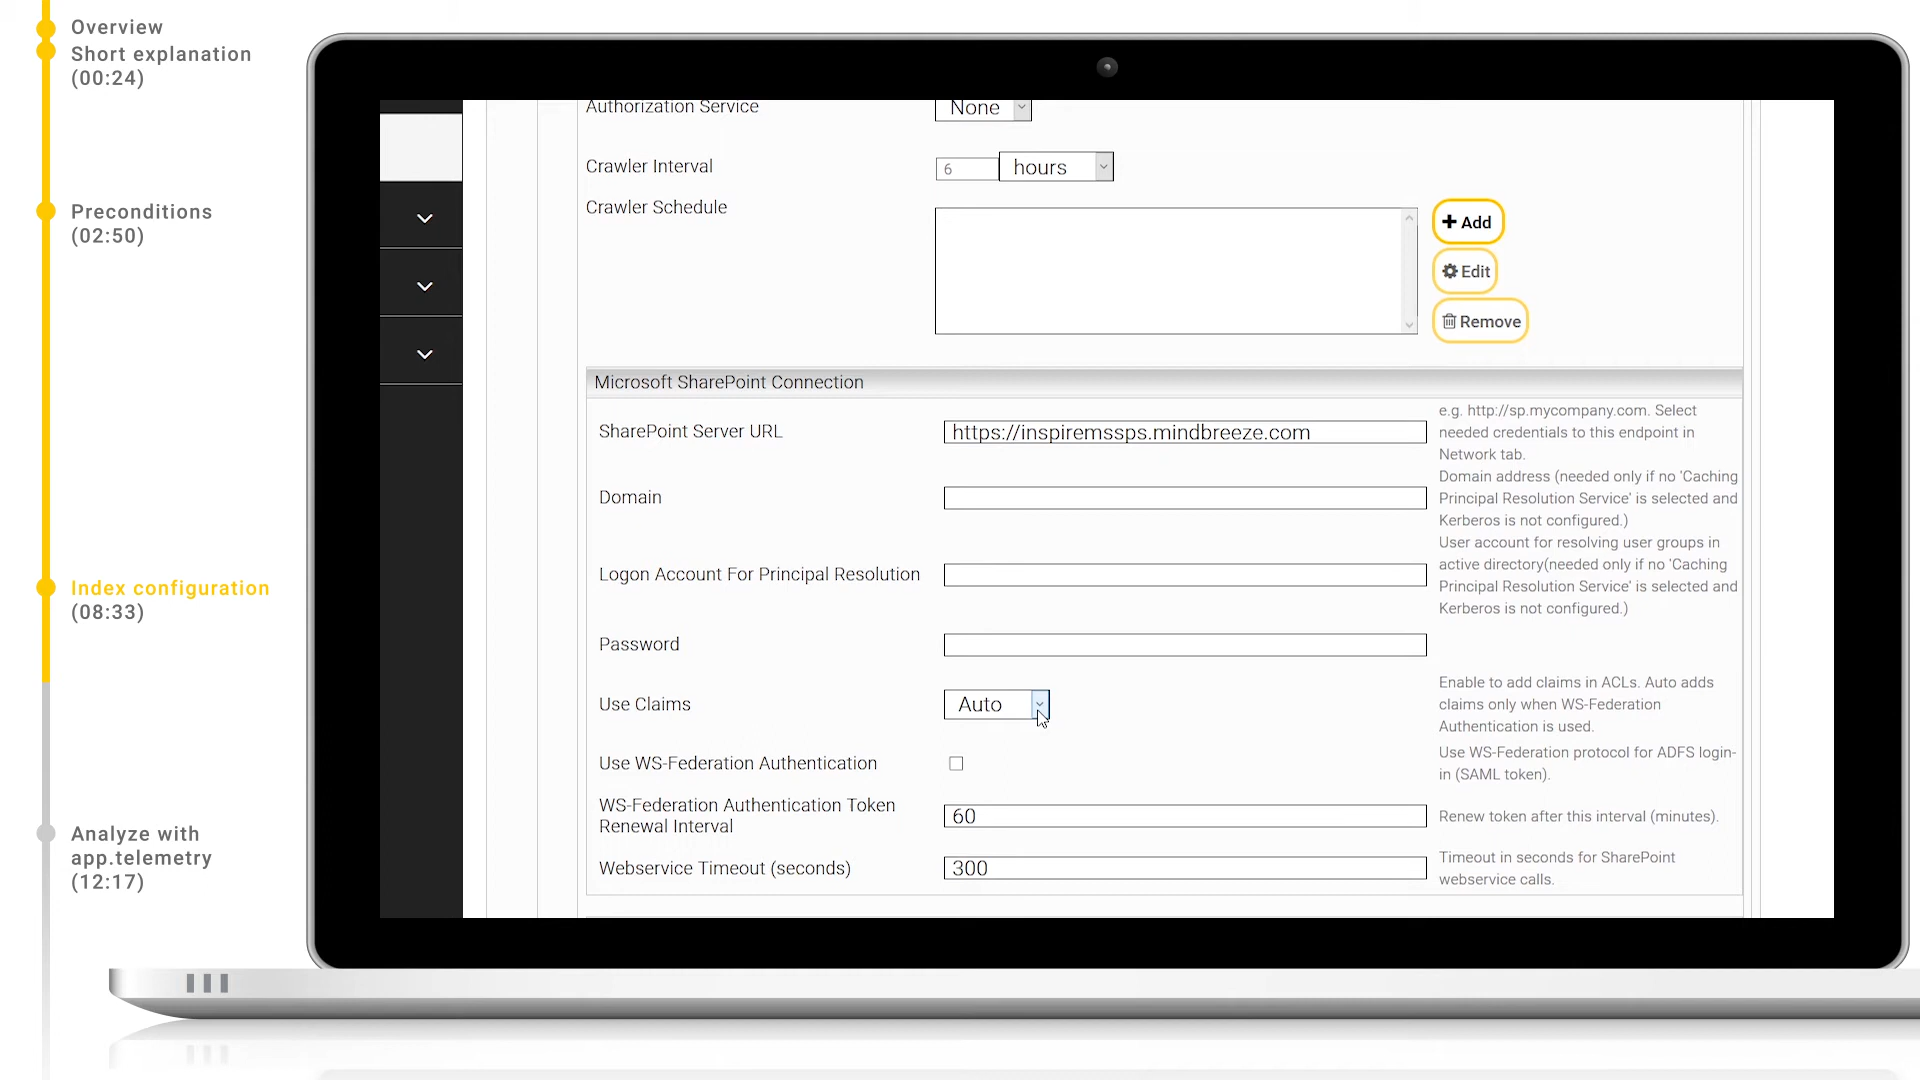 Overview
Short explanation
(00:24)
Preconditions
(02:50)
Index configuration
(08:33)
Analyze with
app.telemetry
(12:17)
Authorization Service None
Crawler Interval 6 hours
Crawler Schedule
Add
Edit
Remove
Microsoft SharePoint Connection
SharePoint Server URL https://inspiremssps.mindbreeze.com
e.g. http://sp.mycompany.com. Select
needed credentials to this endpoint in
Network tab.
Domain
Domain address (needed only if no 'Caching
Principal Resolution Service' is selected and
Kerberos is not configured.)
Logon Account For Principal Resolution
User account for resolving user groups in
active directory(needed only if no 'Caching
Principal Resolution Service' is selected and
Kerberos is not configured.)
Password
Use Claims Auto
Enable to add claims in ACLs. Auto adds
claims only when WS-Federation
Authentication is used.
Use WS-Federation Authentication
Use WS-Federation protocol for ADFS login-
in (SAML token).
WS-Federation Authentication Token
Renewal Interval
60
Renew token after this interval (minutes).
Webservice Timeout (seconds) 300
Timeout in seconds for SharePoint
webservice calls.